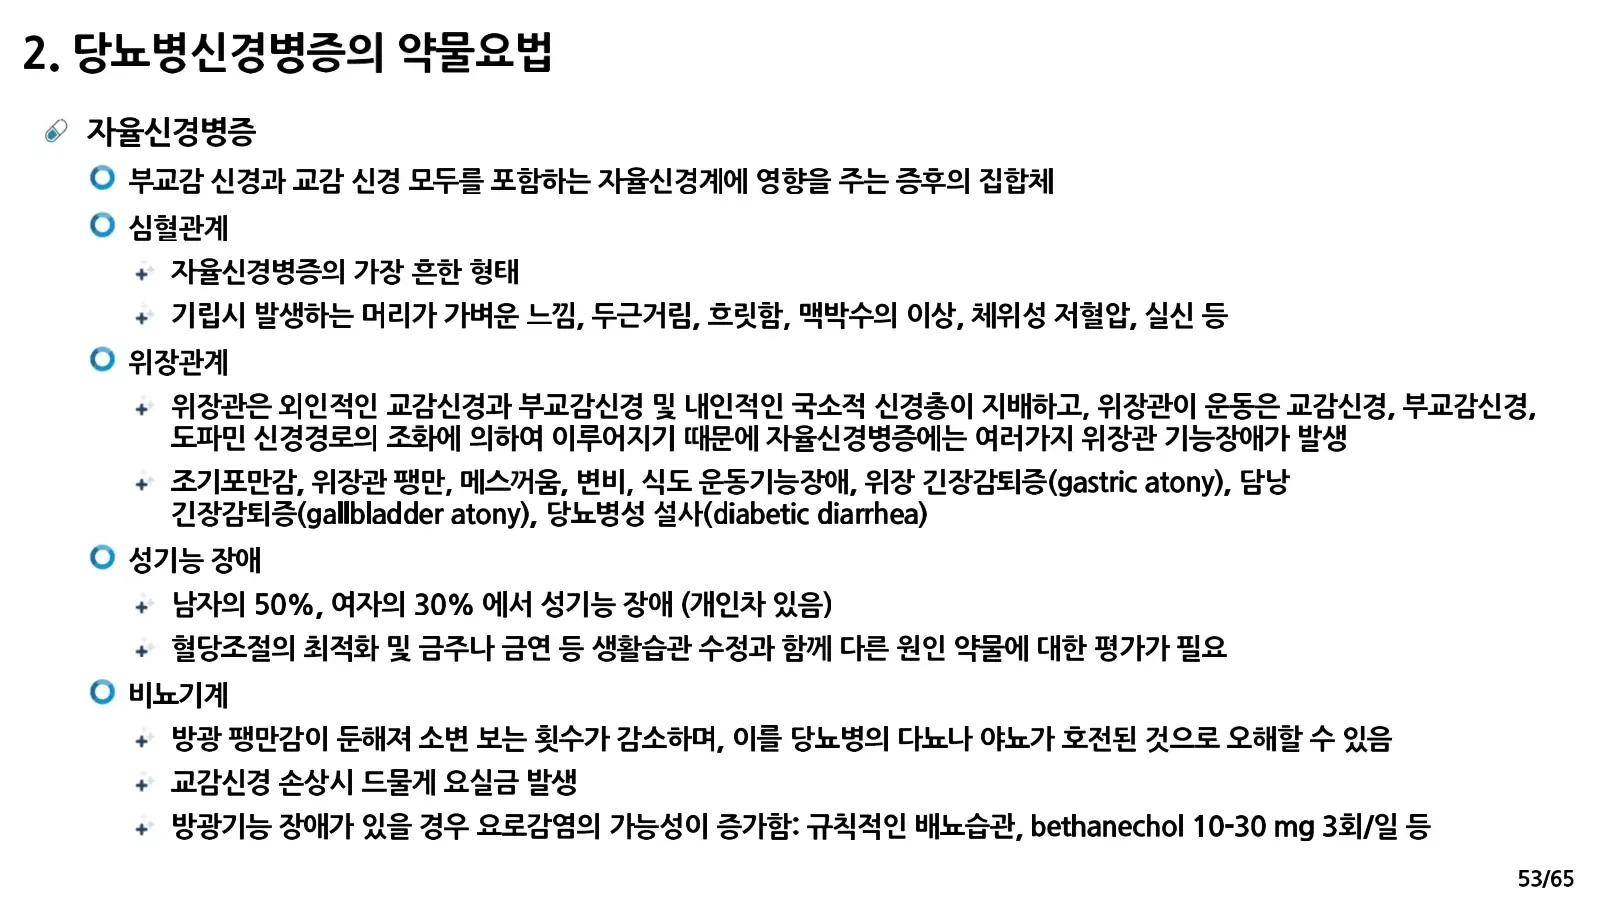 2. 당뇨병신경병증의 약물요법
자율신경병증
부교감 신경과 교감 신경 모두를 포함하는 자율신경계에 영향을 주는 증후의 집합체
심혈관계
자율신경병증의 가장 흔한 형태
기립시 발생하는 머리가 가벼운 느낌, 두근거림, 흐릿함, 맥박수의 이상, 체위성 저혈압, 실신 등
위장관계
위장관은 외인적인 교감신경과 부교감신경 및 내인적인 국소적 신경총이 지배하고, 위장관이 운동은 교감신경, 부교감신경,
도파민 신경경로의 조화에 의하여 이루어지기 때문에 자율신경병증에는 여러가지 위장관 기능장애가 발생
조기포만감, 위장관 팽만, 메스꺼움, 변비, 식도 운동기능장애, 위장 긴장감퇴증(gastric atony), 담낭
긴장감퇴증(gallbladder atony), 당뇨병성 설사(diabetic diarrhea)
성기능 장애
남자의 50%, 여자의 30% 에서 성기능 장애 (개인차 있음)
혈당조절의 최적화 및 금주나 금연 등 생활습관 수정과 함께 다른 원인 약물에 대한 평가가 필요
비뇨기계
방광 팽만감이 둔해져 소변 보는 횟수가 감소하며, 이를 당뇨병의 다뇨나 야뇨가 호전된 것으로 오해할 수 있음
교감신경 손상시 드물게 요실금 발생
방광기능 장애가 있을 경우 요로감염의 가능성이 증가함: 규칙적인 배뇨습관, bethanechol 10-30 mg 3회/일 등
53/65